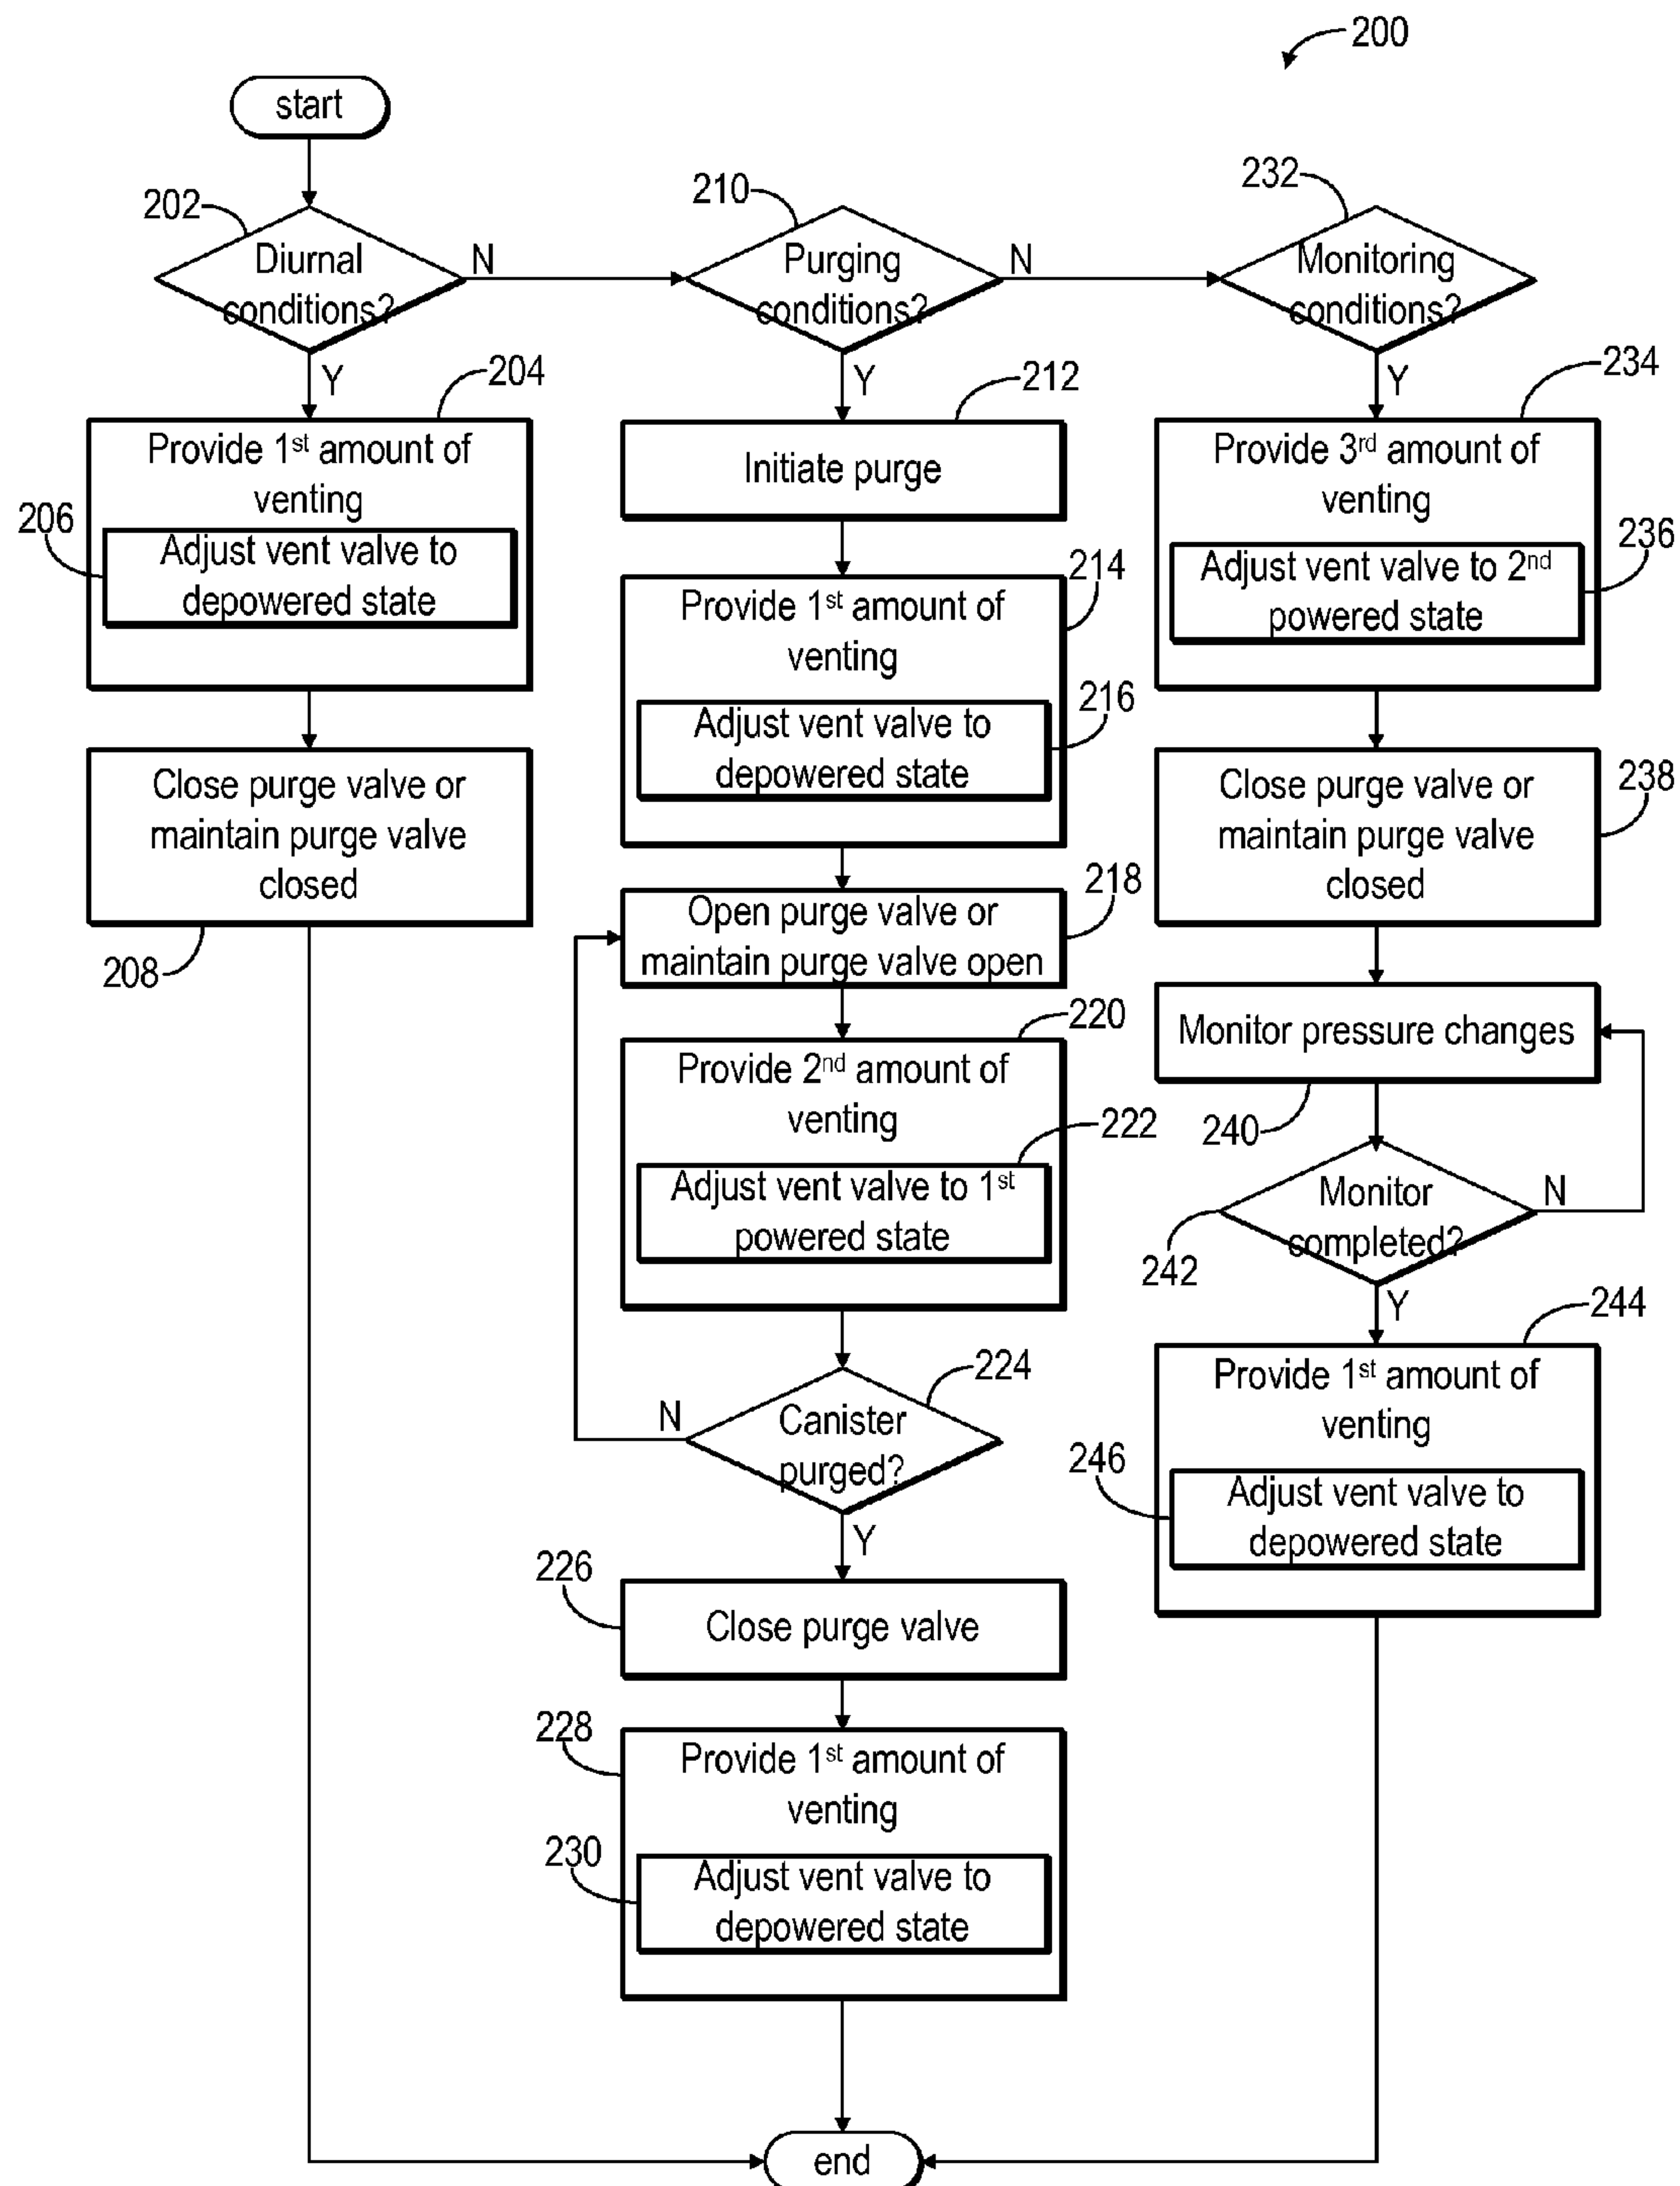 200
start
202
Diurnal
conditions?
N
Y
204
Provide 1st amount of
venting
206
Adjust vent valve to
depowered state
Close purge valve or
maintain purge valve
closed
208
210
Purging
conditions?
N
Y
212
Initiate purge
214
Provide 1st amount of
venting
216
Adjust vent valve to
depowered state
218
Open purge valve or
maintain purge valve open
220
Provide 2nd amount of
venting
222
Adjust vent valve to 1st
powered state
224
Canister
purged?
N
Y
226
Close purge valve
228
Provide 1st amount of
venting
230
Adjust vent valve to
depowered state
232
Monitoring
conditions?
Y
234
Provide 3rd amount of
venting
236
Adjust vent valve to 2nd
powered state
238
Close purge valve or
maintain purge valve
closed
Monitor pressure changes
240
242
Monitor
completed?
N
Y
244
Provide 1st amount of
venting
246
Adjust vent valve to
depowered state
end